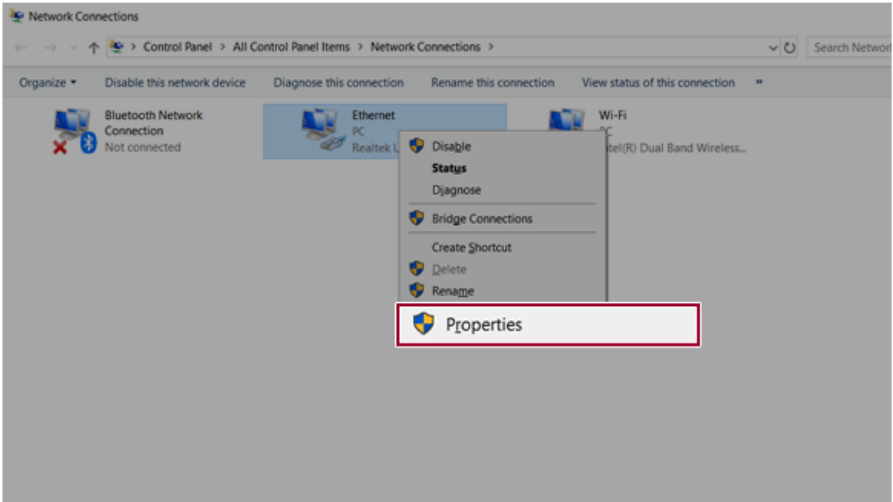 Network Connections
Control Panel > All Control Panel Items > Network Connections >
Search Networ
Organize Disable this network device Diagnose this connection Rename this connection View status of this connection »
Bluetooth Network
Connection
Not connected
Ethernet
PC
Realtek
Wi-Fi
PC
tel(R) Dual Band Wireless...
Disable
Status
Diagnose
Bridge Connections
Create Shortcut
Delete
Rename
Properties